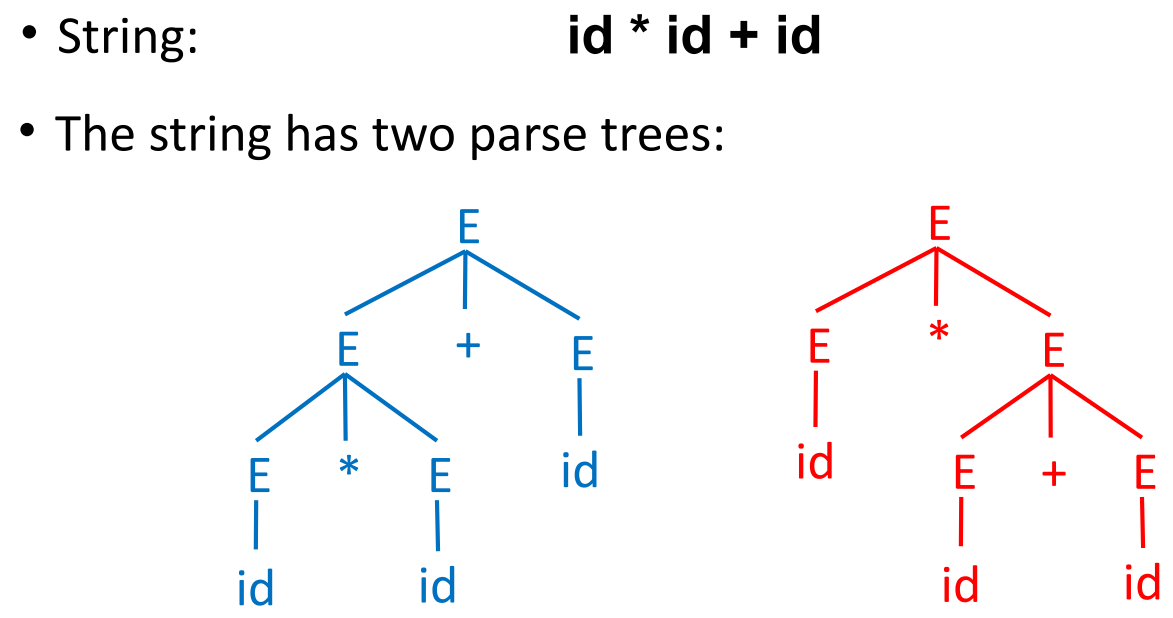 • String: id * id + id
• The string has two parse trees:
E E
E + E E * E
E * E id id E + E
id id id id